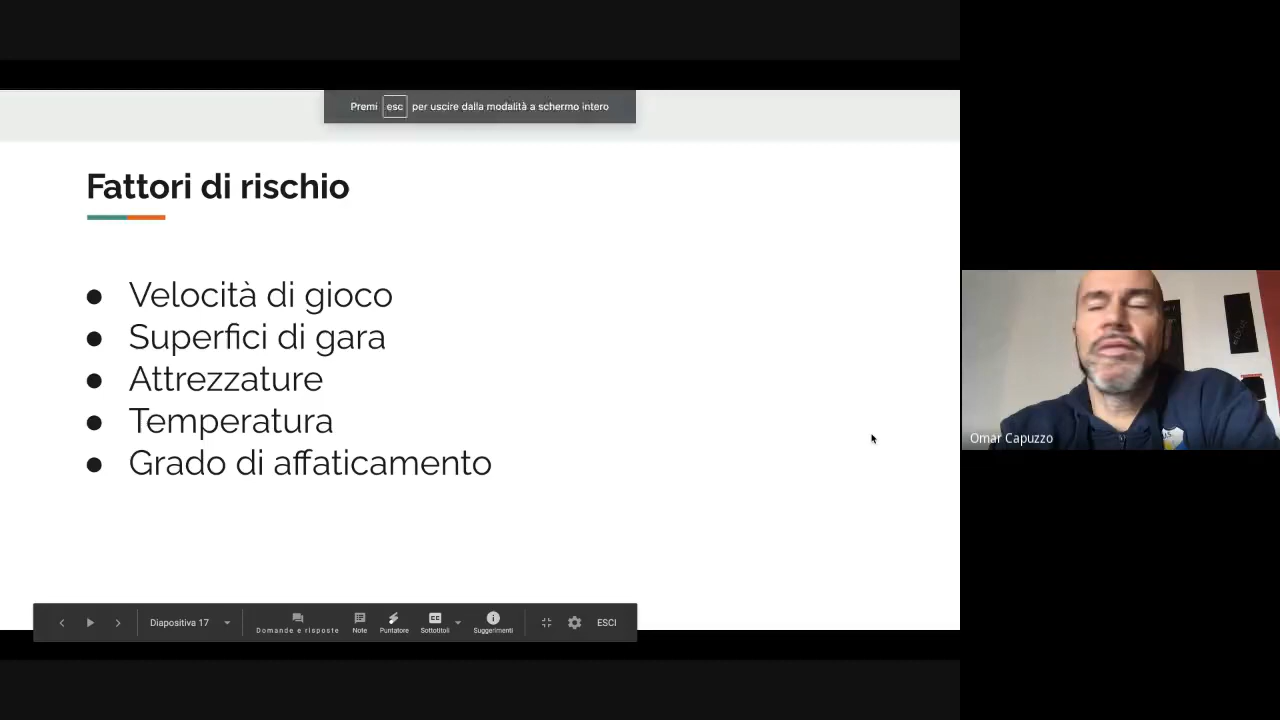 Premi esc per uscire dalla modalità a schermo intero
Fattori di rischio
● Velocità di gioco
● Superfici di gara
● Attrezzature
● Temperatura
● Grado di affaticamento
Omar Capuzzo
Diapositiva 17
Domande e risposte
Note
Puntatore
Sottotitoli
Suggerimenti
ESCI